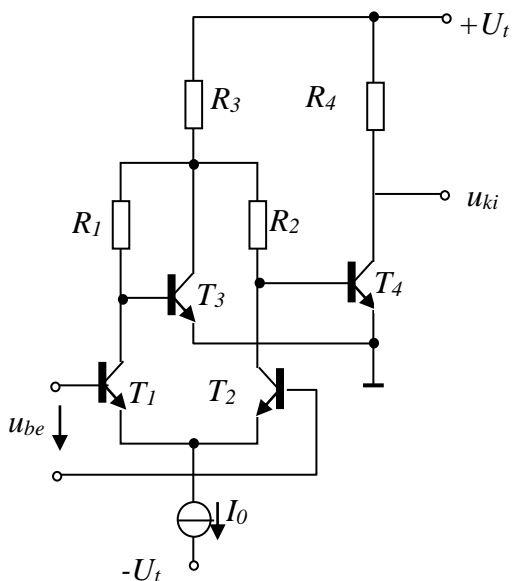 +U_t
R_3
R_4
u_ki
R_1
R_2
T_3
T_4
T_1
T_2
u_be
I_0
-U_t